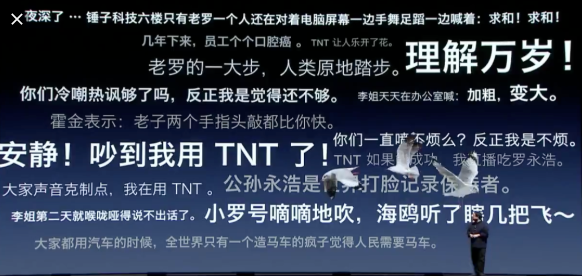 夜深了 … 锤子科技六楼只有老罗一个人还在对着电脑屏幕一边手舞足蹈一边喊着：求和！求和！
几年下来，员工个个口腔癌 。 TNT 让人乐开了花。
理解万岁！
老罗的一大步，人类原地踏步。
你们冷嘲热讽够了吗，反正我是觉得还不够。
李姐天天在办公室喊：加粗，变大。
霍金表示：老子两个手指头敲都比你快。
你们一直喷不烦么？反正我是不烦。
安静！吵到我用 TNT 了！
TNT 如果 成功，我 直播吃罗永浩。
大家声音克制点，我在用 TNT 。
公孙永浩是 界打脸记录保 者。
李姐第二天就喉咙哑得说不出话了。
小罗号嘀嘀地吹，海鸥听了瞎几把飞～
大家都用汽车的时候，全世界只有一个造马车的疯子觉得人民需要马车。